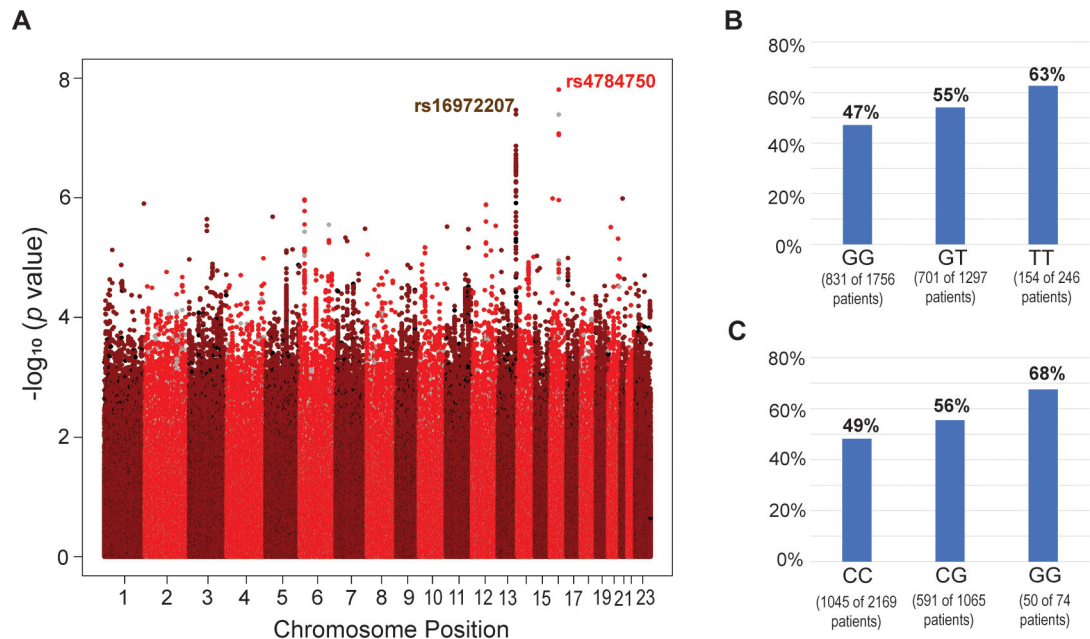 A
8
6
4
2
0
-log10 (p value)
rs16972207
rs4784750
1 2 3 4 5 6 7 8 9 10 11 12 13 15 17 19 21 23
Chromosome Position
B
80%
60%
40%
20%
0%
47%
55%
63%
GG GT TT
(831 of 1756 (701 of 1297 (154 of 246
patients) patients) patients)
C
80%
60%
40%
20%
0%
49%
56%
68%
CC CG GG
(1045 of 2169 (591 of 1065 (50 of 74
patients) patients) patients)